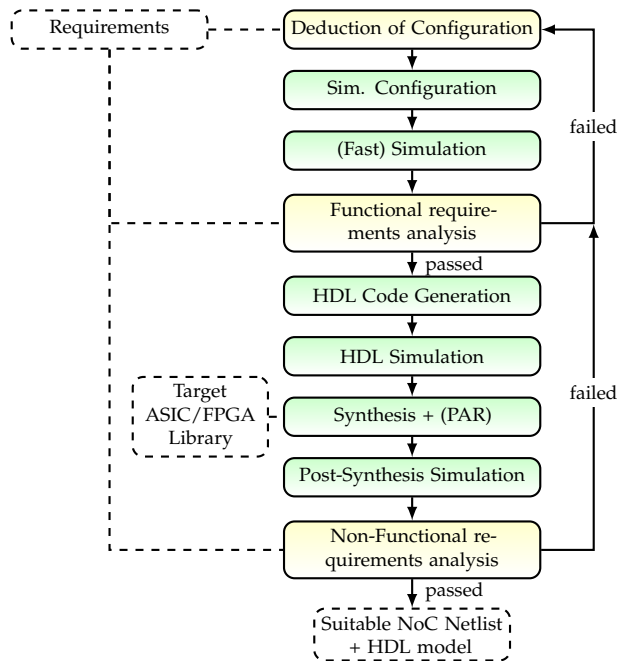 Requirements
Deduction of Configuration
Sim. Configuration
failed
(Fast) Simulation
Functional require-
ments analysis
passed
HDL Code Generation
HDL Simulation
failed
Target
ASIC/FPGA
Library
Synthesis + (PAR)
Post-Synthesis Simulation
Non-Functional re-
quirements analysis
passed
Suitable NoC Netlist
+ HDL model